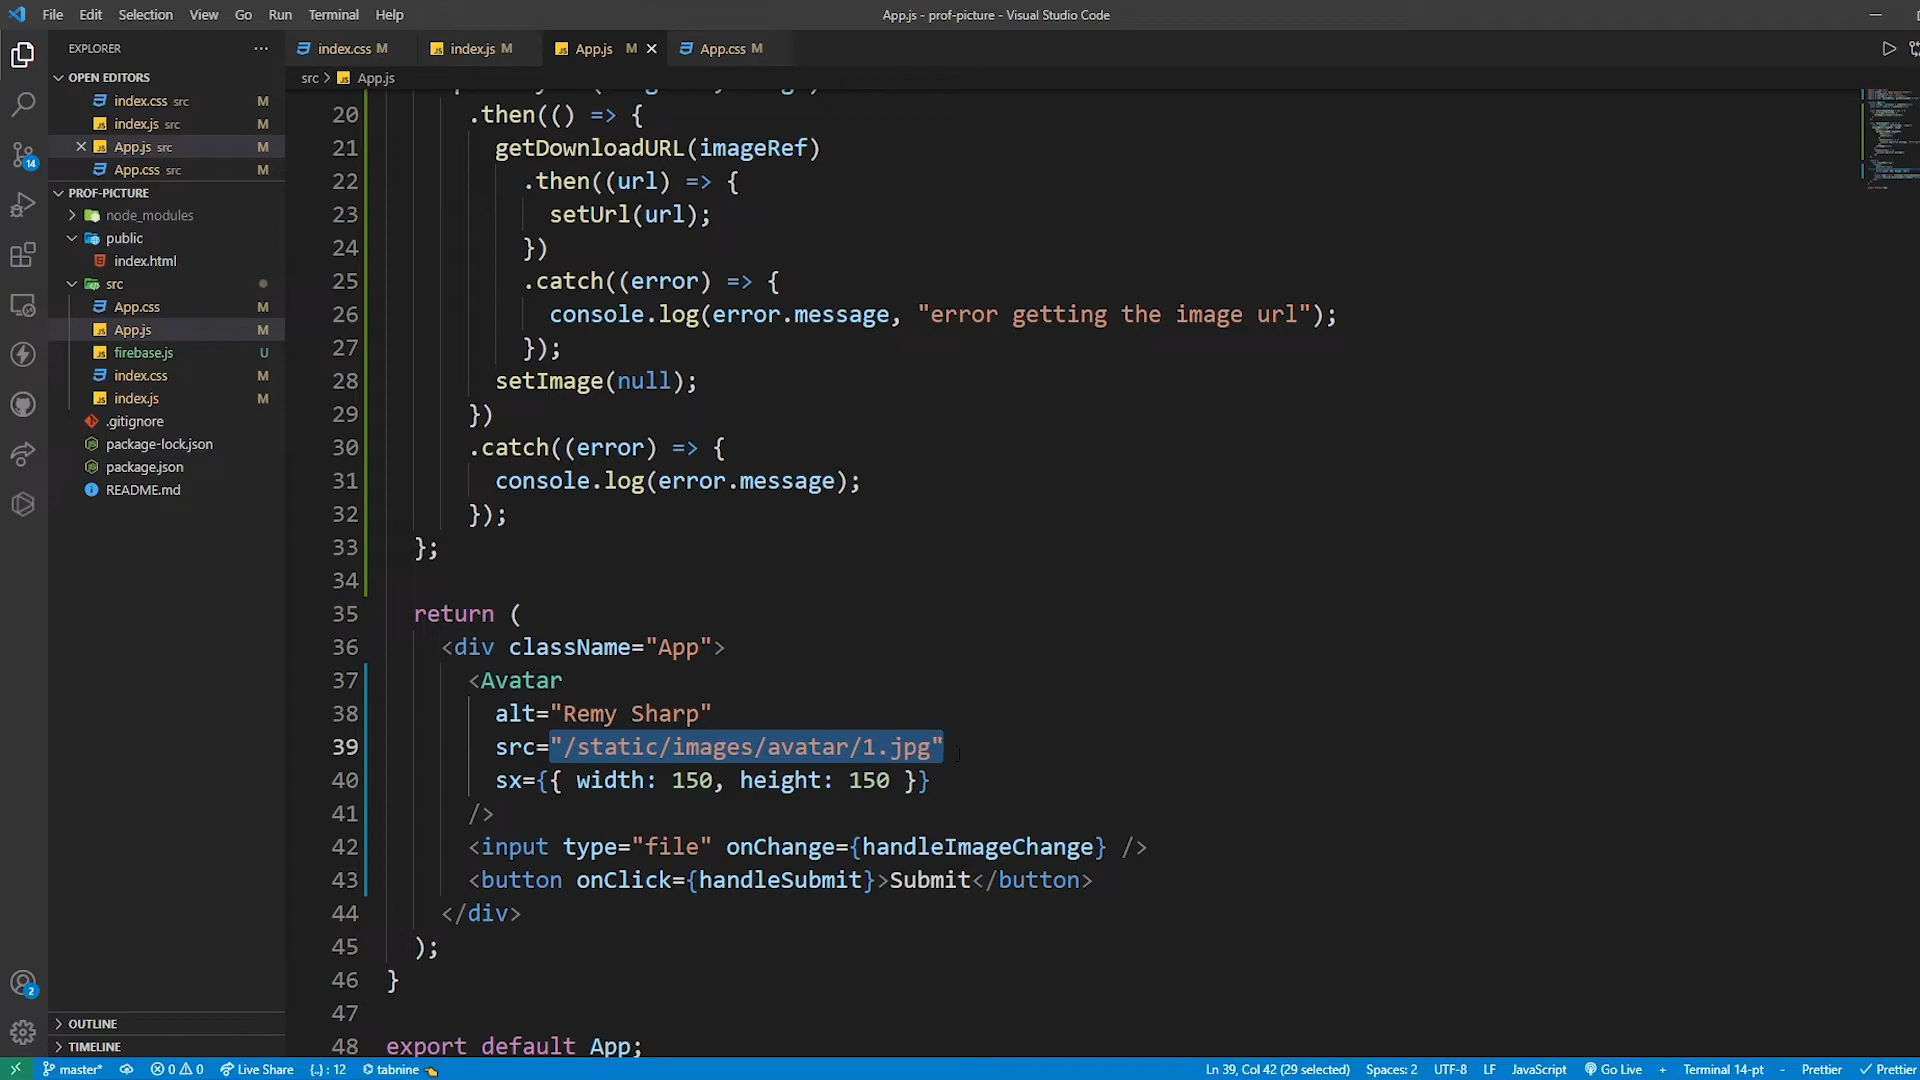 File Edit Selection View Go Run Terminal Help
App.js - prof-picture - Visual Studio Code
EXPLORER
OPEN EDITORS
index.css src M
index.js src M
App.js src M
App.css src M
PROF-PICTURE
node_modules
public
index.html
src
App.css M
App.js M
firebase.js U
index.css M
index.js M
.gitignore
package-lock.json
package.json
README.md
OUTLINE
TIMELINE
14
2
index.css M index.js M App.js M App.css M
src > App.js
20 .then(() => {
21 getDownloadURL(imageRef)
22 .then((url) => {
23 setUrl(url);
24 })
25 .catch((error) => {
26 console.log(error.message, "error getting the image url");
27 });
28 setImage(null);
29 })
30 .catch((error) => {
31 console.log(error.message);
32 });
33 };
34
35 return (
36 <div className="App">
37 <Avatar
38 alt="Remy Sharp"
39 src="/static/images/avatar/1.jpg"
40 sx={{ width: 150, height: 150 }}
41 />
42 <input type="file" onChange={handleImageChange} />
43 <button onClick={handleSubmit}>Submit</button>
44 </div>
45 );
46 }
47
48 export default App;
master* 0 0 Live Share {..} : 12 tabnine Ln 39, Col 42 (29 selected) Spaces: 2 UTF-8 LF JavaScript Go Live + Terminal 14-pt - Prettier Prettier